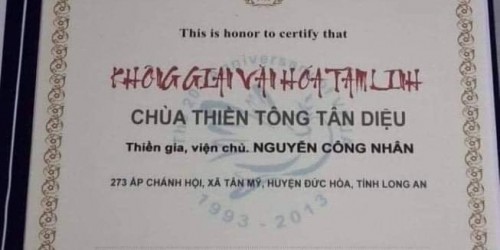 This is honor to certify that
KHÔNG GIAN VĂN HÓA TÂM LINH
CHÙA THIỀN TÔNG TÂN DIỆU
Thiền gia, viện chủ. NGUYỄN CÔNG NHÂN
273 ẤP CHÁNH HỘI, XÃ TÂN MỸ, HUYỆN ĐỨC HÒA, TỈNH LONG AN
1993 - 2013